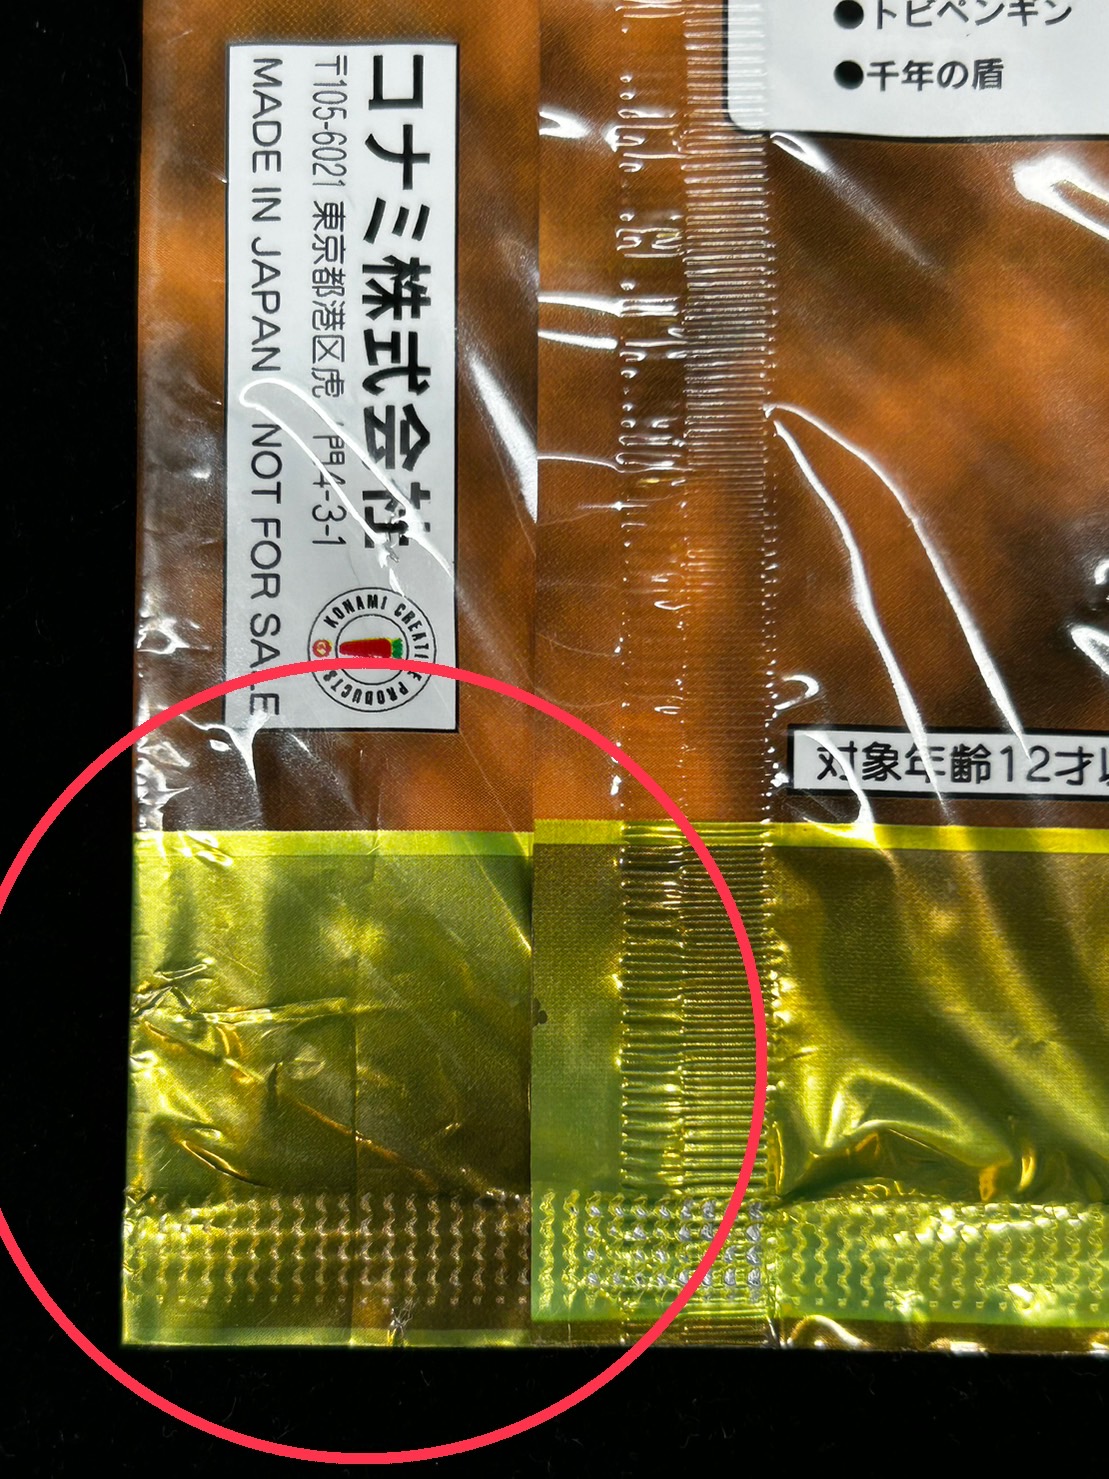 ●トビペンギン
●千年の盾
コナミ株式会社
〒105-6021 東京都港区虎ノ門4-3-1
MADE IN JAPAN NOT FOR SALE
KONAMI CREATIVE PRODUCTS
対象年齢12才以